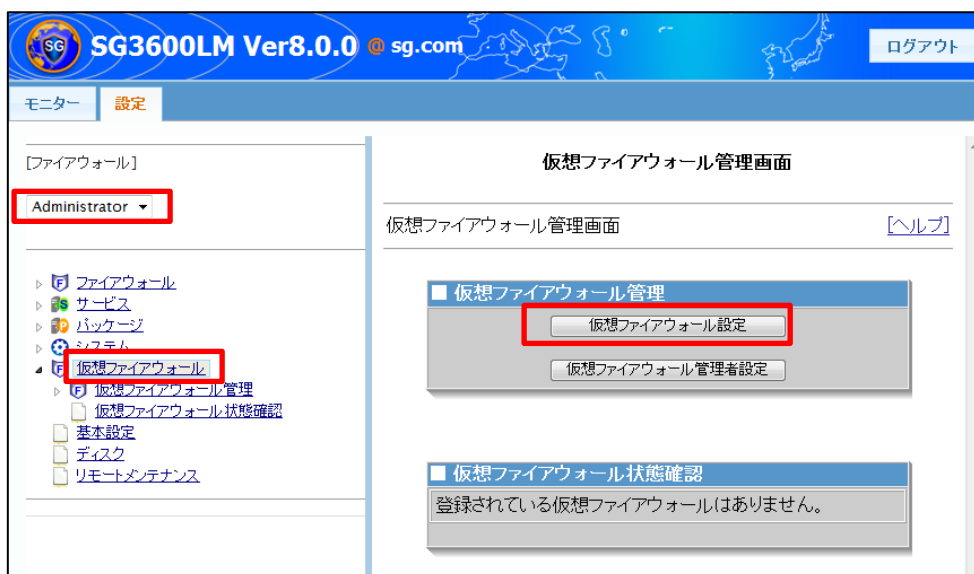 SG SG3600LM Ver8.0.0 @ sg.com
ログアウト
モニター 設定
[ファイアウォール]
Administrator
ファイアウォール
サービス
パッケージ
システム
仮想ファイアウォール
仮想ファイアウォール管理
仮想ファイアウォール状態確認
基本設定
ディスク
リモートメンテナンス
仮想ファイアウォール管理画面
仮想ファイアウォール管理画面 [ヘルプ]
■ 仮想ファイアウォール管理
仮想ファイアウォール設定
仮想ファイアウォール管理者設定
■ 仮想ファイアウォール状態確認
登録されている仮想ファイアウォールはありません。